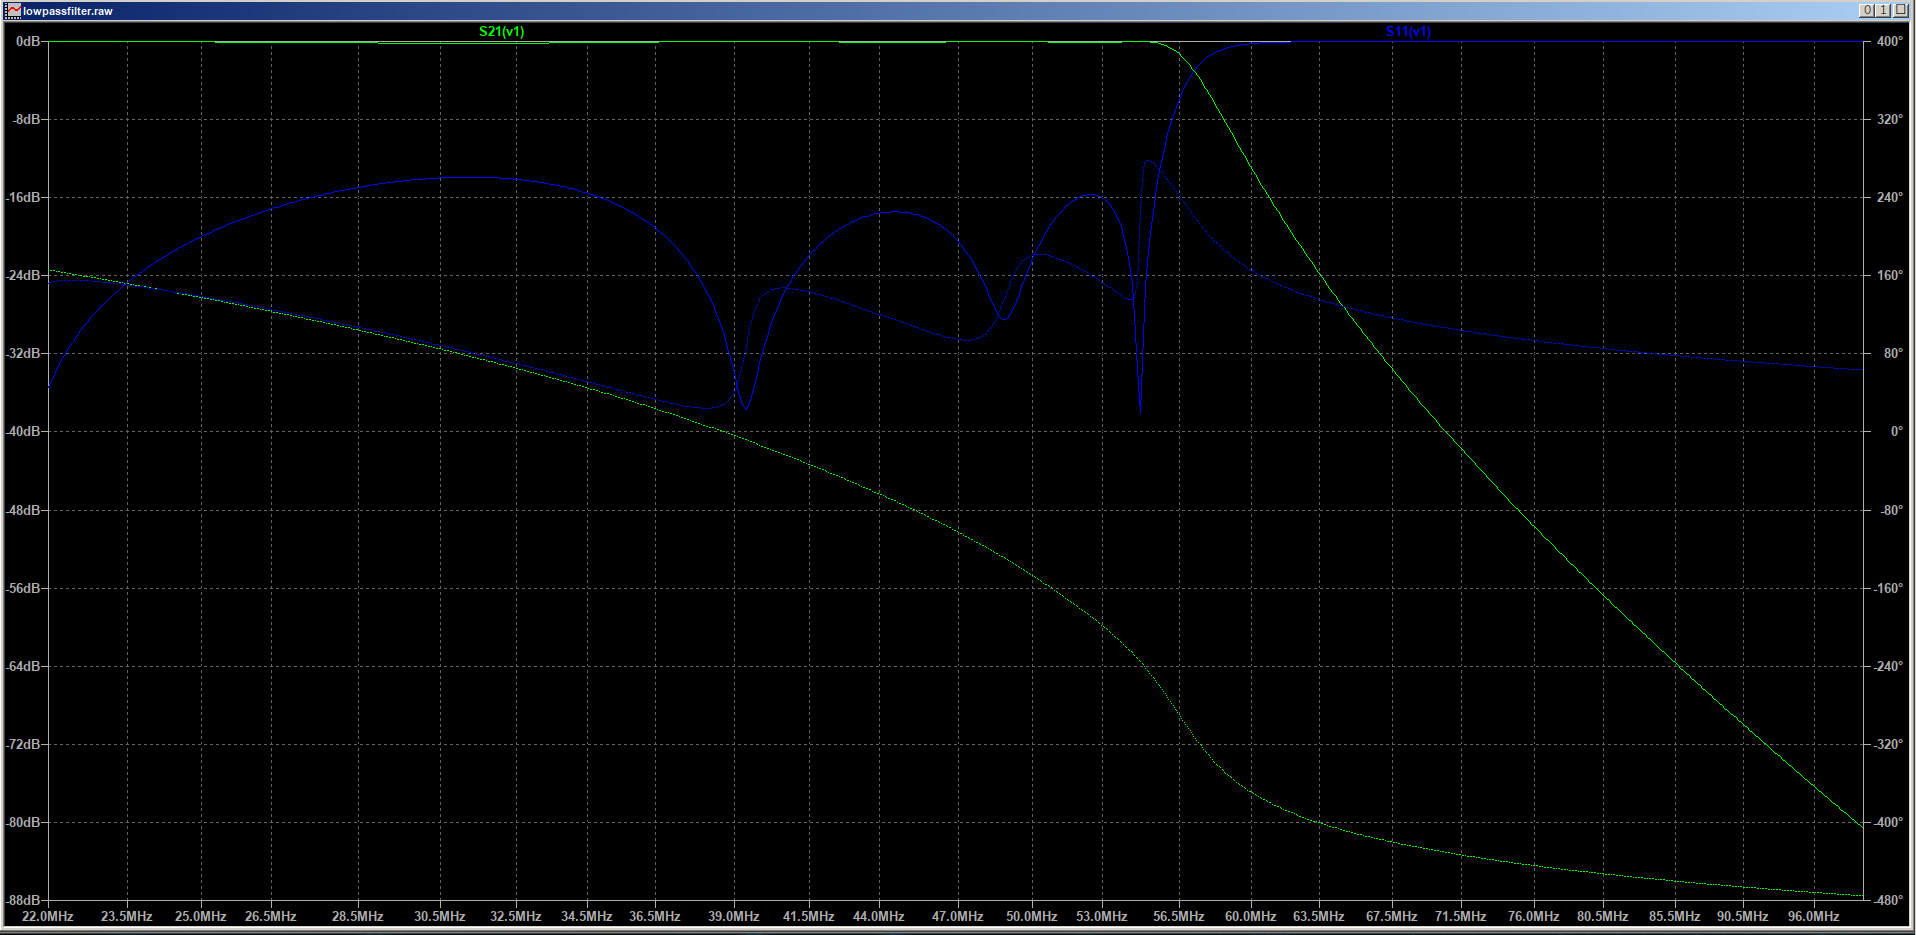 lowpassfilter.raw
S21(v1) S11(v1)
0dB 400°
-8dB 320°
-16dB 240°
-24dB 160°
-32dB 80°
-40dB 0°
-48dB -80°
-56dB -160°
-64dB -240°
-72dB -320°
-80dB -400°
-88dB -480°
22.0MHz 23.5MHz 25.0MHz 26.5MHz 28.5MHz 30.5MHz 32.5MHz 34.5MHz 36.5MHz 39.0MHz 41.5MHz 44.0MHz 47.0MHz 50.0MHz 53.0MHz 56.5MHz 60.0MHz 63.5MHz 67.5MHz 71.5MHz 76.0MHz 80.5MHz 85.5MHz 90.5MHz 96.0MHz